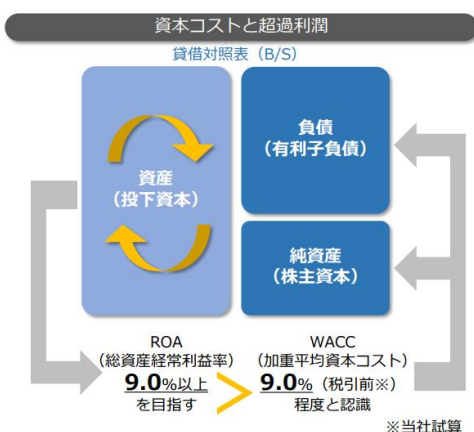 資本コストと超過利潤
貸借対照表（B/S）
資産
（投下資本）
負債
（有利子負債）
純資産
（株主資本）
ROA
（総資産経常利益率）
9.0%以上
を目指す
WACC
（加重平均資本コスト）
9.0%（税引前※）
程度と認識
※当社試算